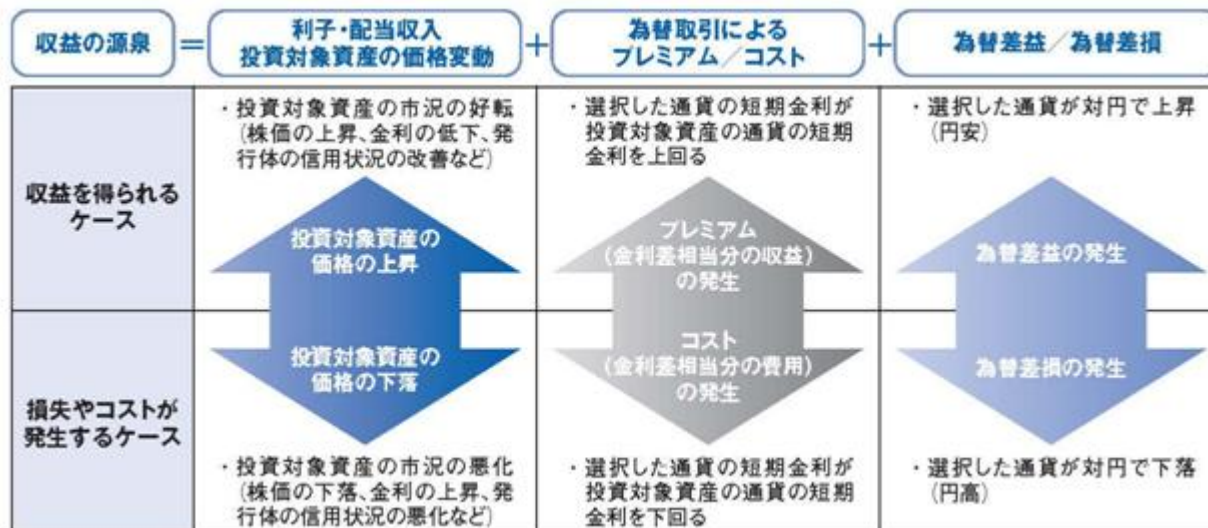 収益の源泉
=
利子・配当収入
投資対象資産の価格変動
+
為替取引による
プレミアム／コスト
+
為替差益／為替差損
収益を得られる
ケース
・投資対象資産の市況の好転
(株価の上昇、金利の低下、発
行体の信用状況の改善など)
投資対象資産の
価格の上昇
・選択した通貨の短期金利が
投資対象資産の通貨の短期
金利を上回る
プレミアム
(金利差相当分の収益)
の発生
・選択した通貨が対円で上昇
(円安)
為替差益の発生
損失やコストが
発生するケース
投資対象資産の
価格の下落
・投資対象資産の市況の悪化
(株価の下落、金利の上昇、発
行体の信用状況の悪化など)
コスト
(金利差相当分の費用)
の発生
・選択した通貨の短期金利が
投資対象資産の通貨の短期
金利を下回る
為替差損の発生
・選択した通貨が対円で下落
(円高)